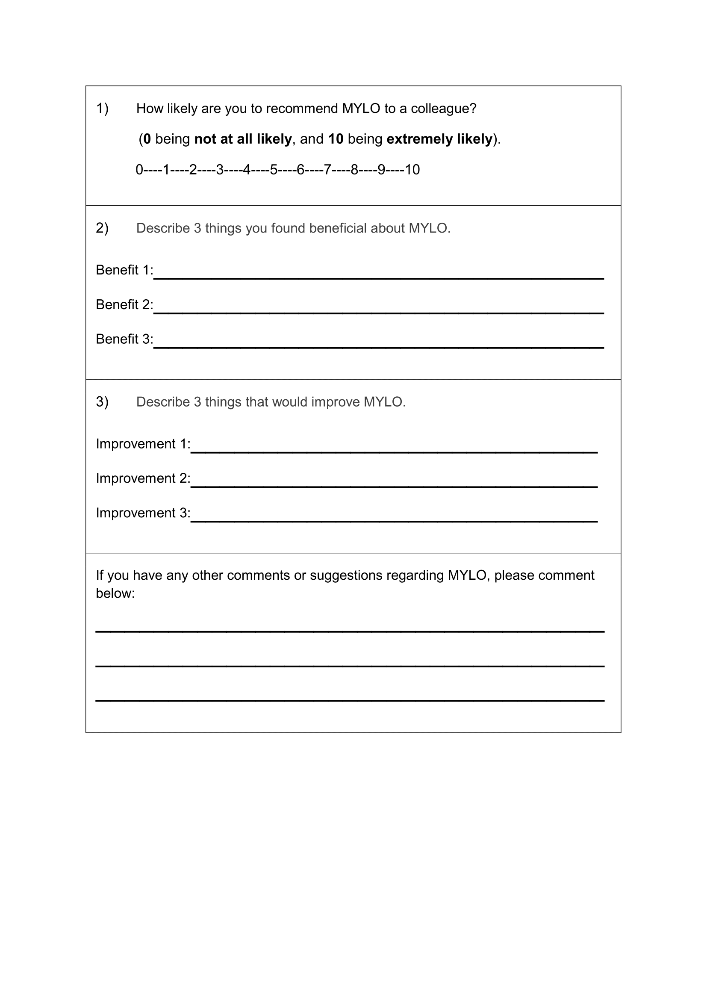 1) How likely are you to recommend MYLO to a colleague?
(0 being not at all likely, and 10 being extremely likely).
0----1----2----3----4----5----6----7----8----9----10
2) Describe 3 things you found beneficial about MYLO.
Benefit 1:
Benefit 2:
Benefit 3:
3) Describe 3 things that would improve MYLO.
Improvement 1:
Improvement 2:
Improvement 3:
If you have any other comments or suggestions regarding MYLO, please comment
below: